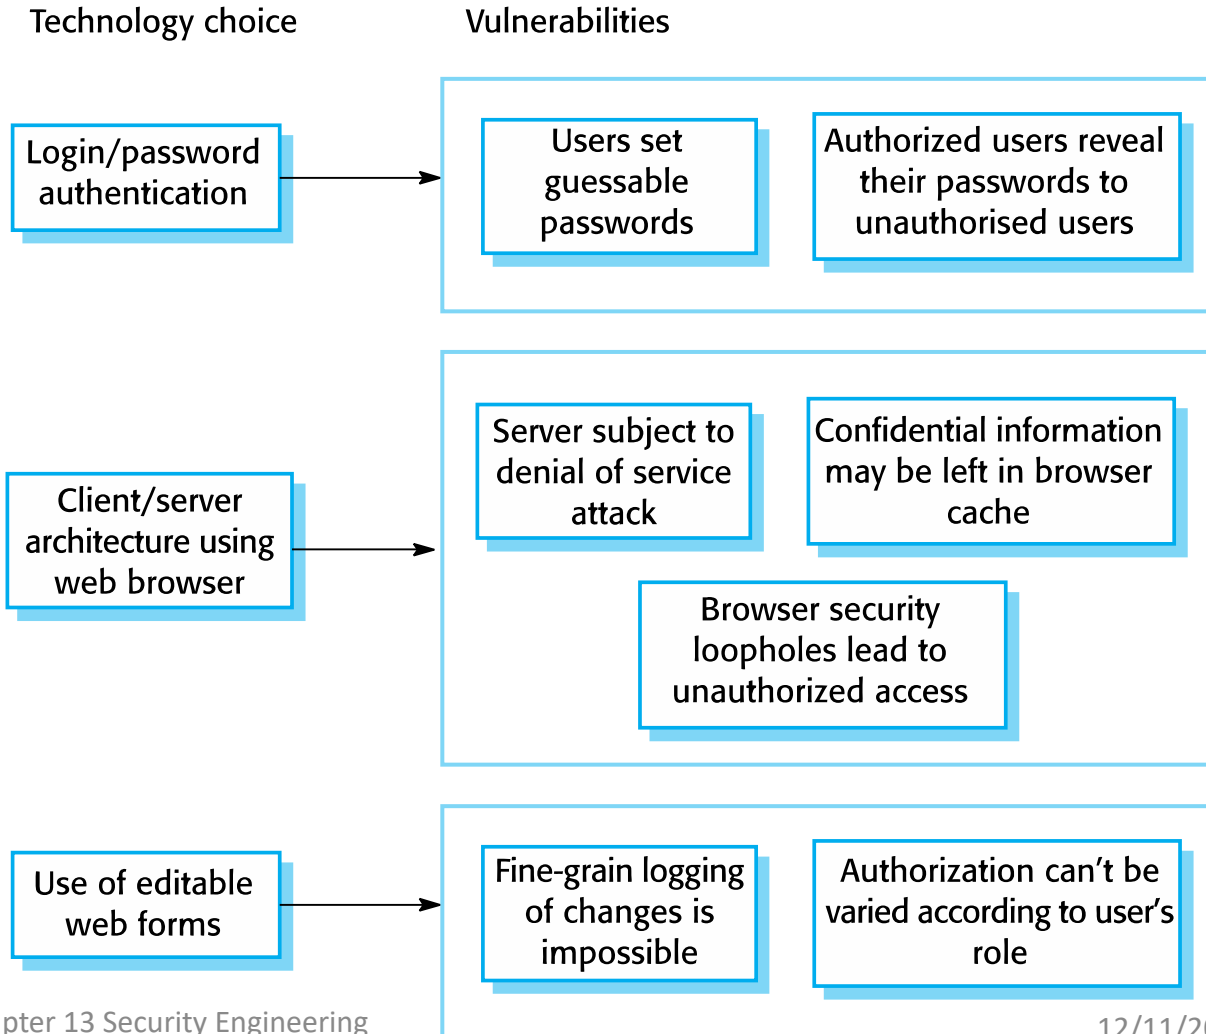 Technology choice
Vulnerabilities
Login/password
authentication
Users set
guessable
passwords
Authorized users reveal
their passwords to
unauthorised users
Client/server
architecture using
web browser
Server subject to
denial of service
attack
Confidential information
may be left in browser
cache
Browser security
loopholes lead to
unauthorized access
Use of editable
web forms
Fine-grain logging
of changes is
impossible
Authorization can’t be
varied according to user’s
role
pter 13 Security Engineering
12/11/20